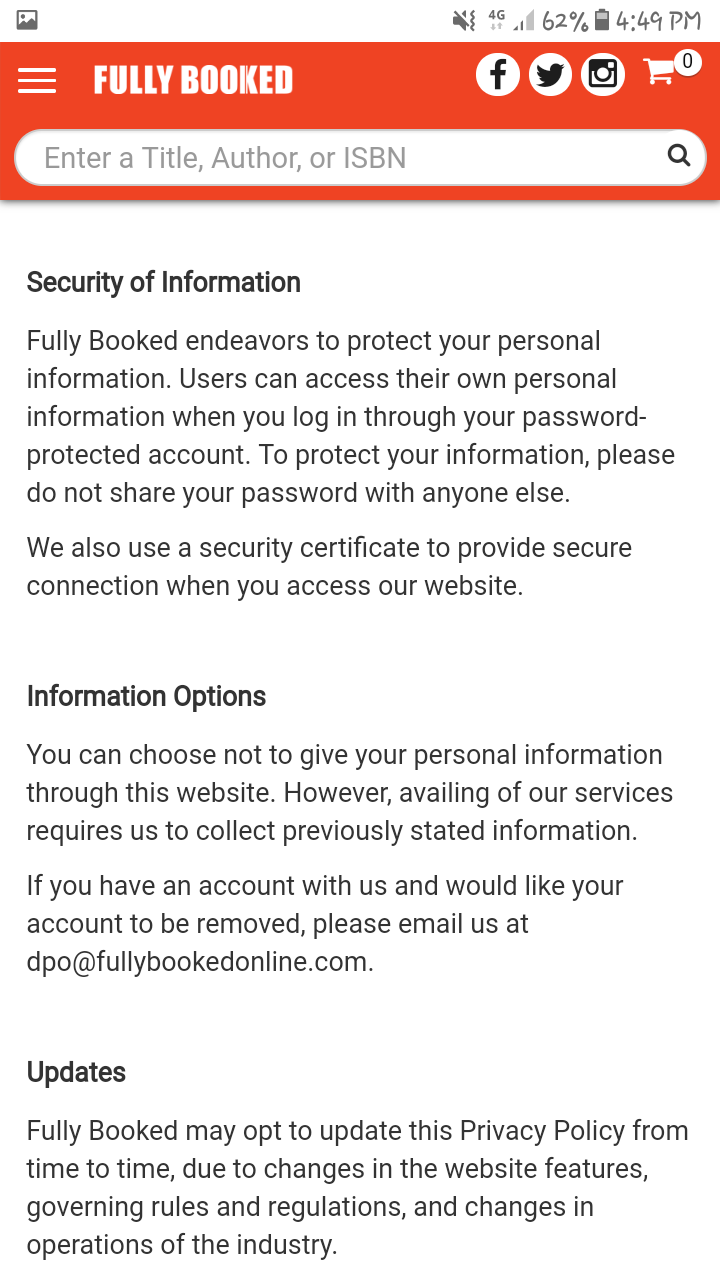 4G 62% 4:49 PM
FULLY BOOKED 0
Enter a Title, Author, or ISBN
Security of Information
Fully Booked endeavors to protect your personal
information. Users can access their own personal
information when you log in through your password-
protected account. To protect your information, please
do not share your password with anyone else.
We also use a security certificate to provide secure
connection when you access our website.
Information Options
You can choose not to give your personal information
through this website. However, availing of our services
requires us to collect previously stated information.
If you have an account with us and would like your
account to be removed, please email us at
dpo@fullybookedonline.com.
Updates
Fully Booked may opt to update this Privacy Policy from
time to time, due to changes in the website features,
governing rules and regulations, and changes in
operations of the industry.